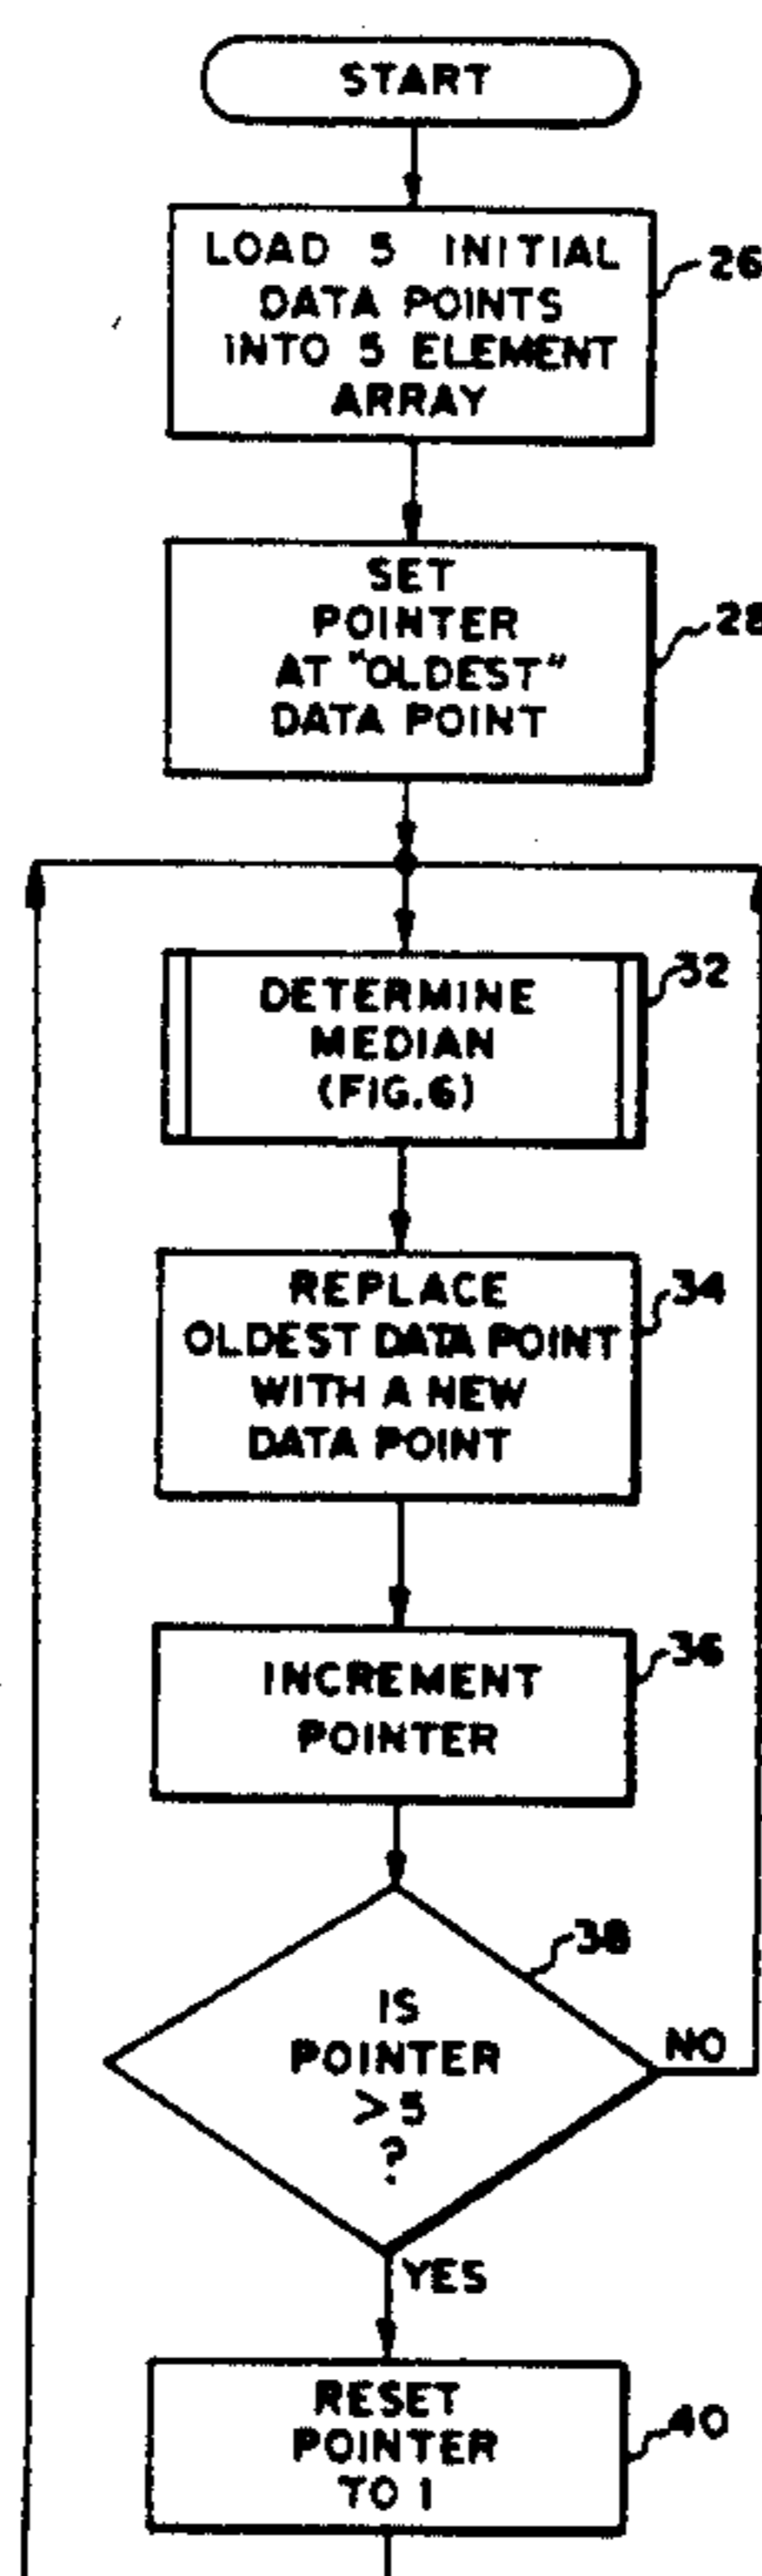 START
LOAD 5 INITIAL
DATA POINTS
INTO 5 ELEMENT
ARRAY
26
SET
POINTER
AT "OLDEST"
DATA POINT
28
DETERMINE
MEDIAN
(FIG.6)
32
REPLACE
OLDEST DATA POINT
WITH A NEW
DATA POINT
34
INCREMENT
POINTER
36
IS
POINTER
>5
?
38
NO
YES
RESET
POINTER
TO 1
40